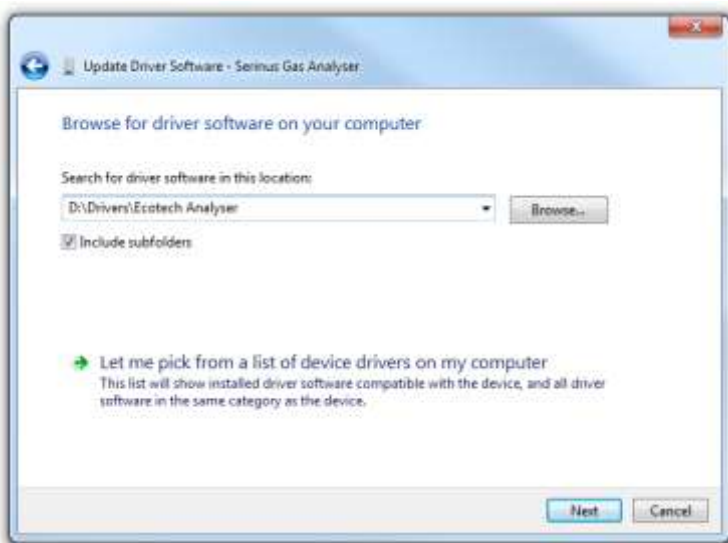 Update Driver Software - Serinus Gas Analyser
Browse for driver software on your computer
Search for driver software in this location:
D:\Drivers\Ecotech Analyser
Browse...
Include subfolders
Let me pick from a list of device drivers on my computer
This list will show installed driver software compatible with the device, and all driver
software in the same category as the device.
Next
Cancel